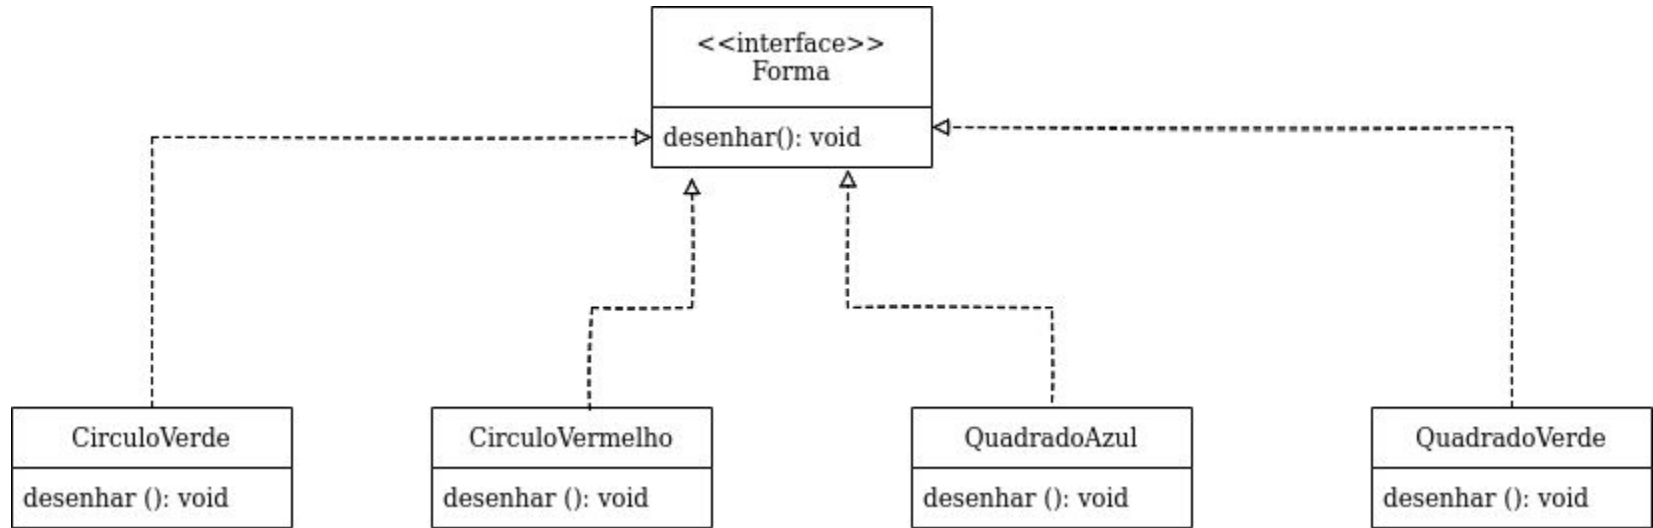 <<interface>>
Forma
desenhar(): void
CirculoVerde
desenhar (): void
CirculoVermelho
desenhar (): void
QuadradoAzul
desenhar (): void
QuadradoVerde
desenhar (): void